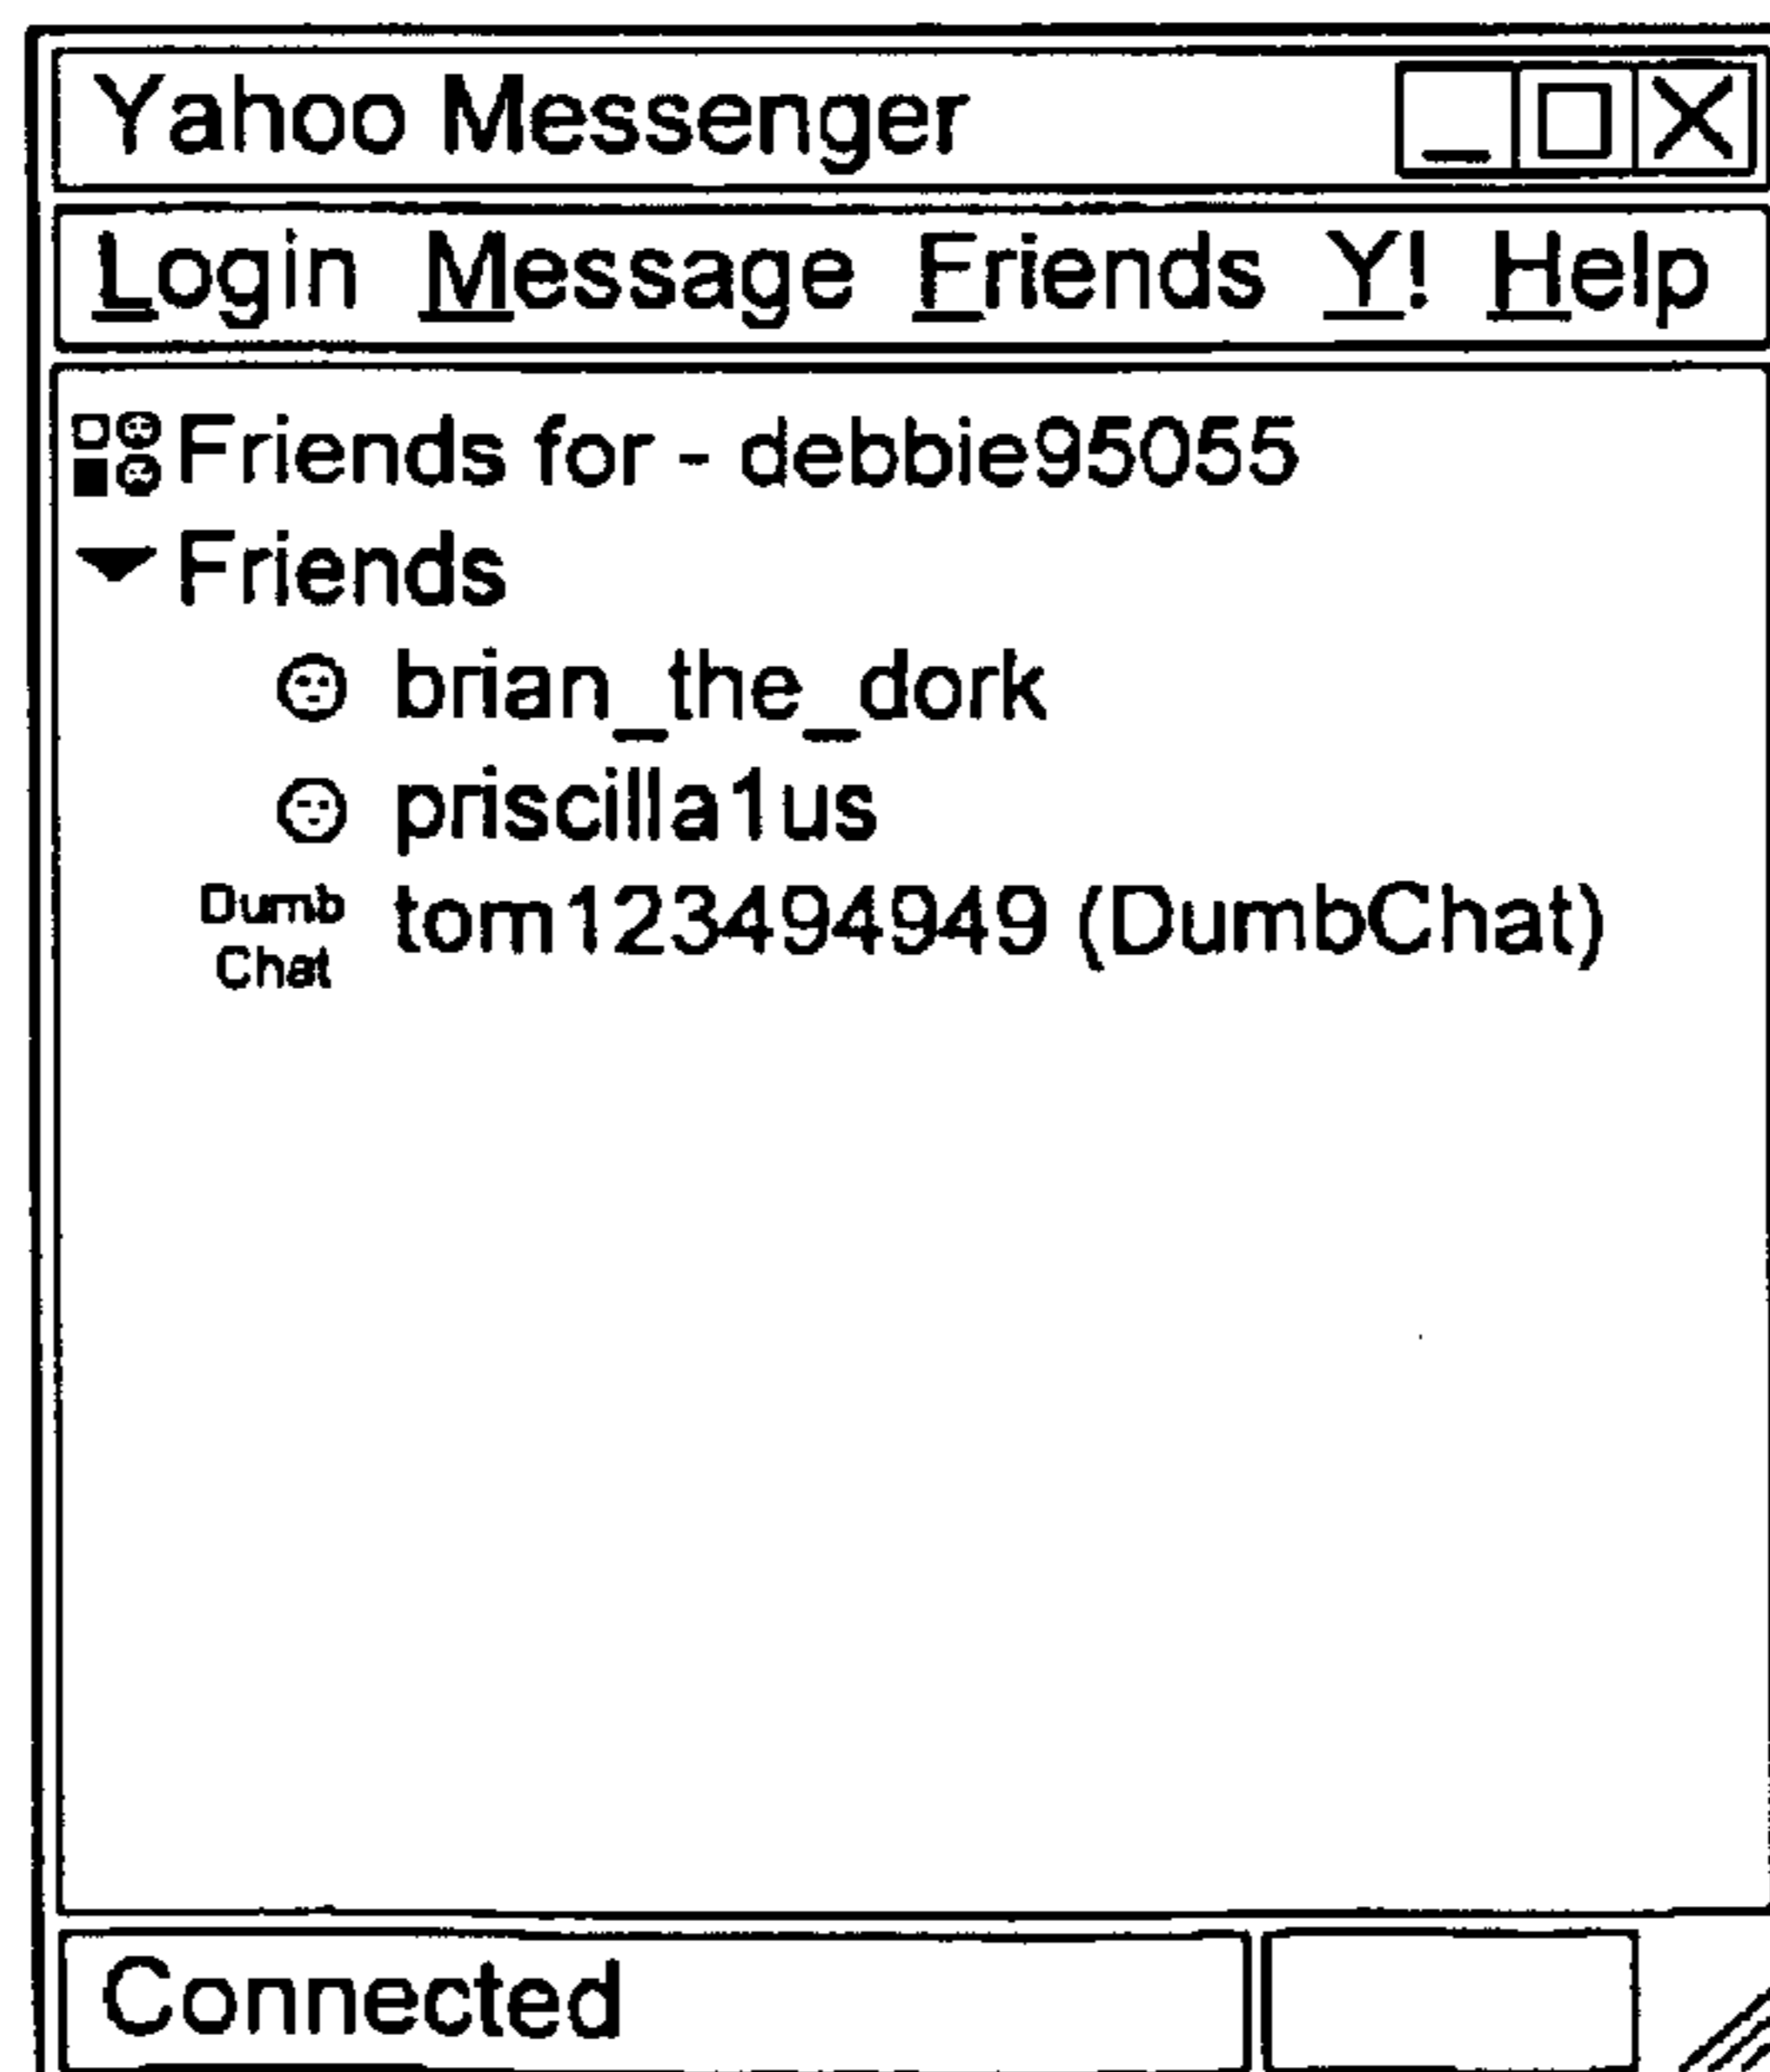 Yahoo Messenger
Login Message Friends Y! Help
Friends for - debbie95055
Friends
brian_the_dork
priscilla1us
Dumb Chat tom123494949 (DumbChat)
Connected